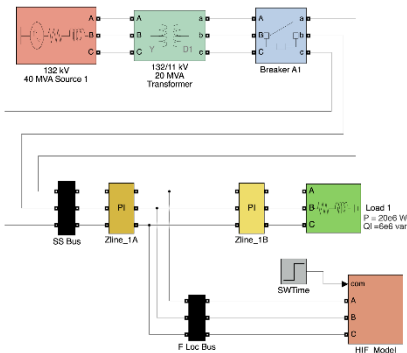 A
B
C
132 kV
40 MVA Source 1
A
B
C
a
b
c
Y
D1
132/11 kV
20 MVA
Transformer
A
B
C
a
b
c
Breaker A1
SS Bus
PI
Zline_1A
PI
Zline_1B
A
B
C
Load 1
P = 20e6 W
Ql =6e6 var
SWTime
F Loc Bus
com
A
B
C
HIF Model